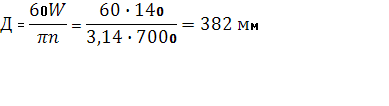 Д = 60W / πn = 60 · 140 / 3,14 · 7000 = 382 мм